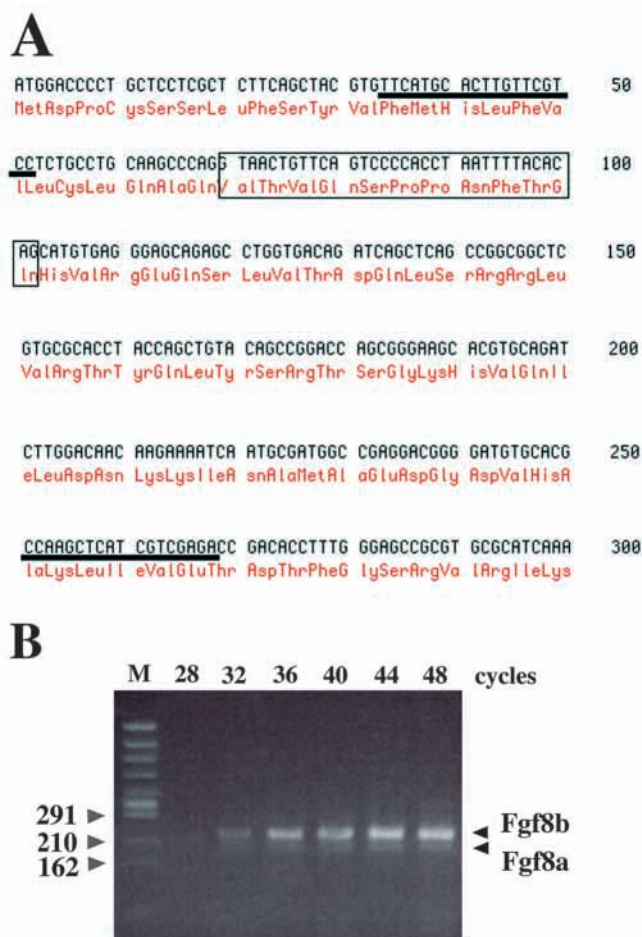 A
ATGGACCCCT GCTCCTCGCT CTTCAGCTAC GTGTTCATGC ACTTGTTCGT 50
MetAspProC ysSerSerLe uPheSerTyr ValPheMetH isLeuPheVa
CCTCTGCCTG CAAGCCCAGG TAACTGTTCA GTCCCCACCT AATTTTACAC 100
lLeuCysLeu GlnAlaGlnV alThrValGl nSerProPro AsnPheThrG
AGCATGTGAG GGAGCAGAGC CTGGTGACAG ATCAGCTCAG CCGGCGGCTC 150
lnHisValAr gGluGlnSer LeuValThrA spGlnLeuSe rArgArgLeu
GTGCGCACCT ACCAGCTGTA CAGCCGGACC AGCGGGAAGC ACGTGCAGAT 200
ValArgThrT yrGlnLeuTy rSerArgThr SerGlyLysH isValGlnIl
CTTGGACAAC AAGAAAATCA ATGCGATGGC CGAGGACGGG GATGTGCACG 250
eLeuAspAsn LysLysIleA snAlaMetAl aGluAspGly AspValHisA
CCAAGCTCAT CGTCGAGACC GACACCTTTG GGAGCCGCGT GCGCATCAAA 300
laLysLeuIl eValGluThr AspThrPheG lySerArgVa lArgIleLys
B
M 28 32 36 40 44 48 cycles
291
210
162
Fgf8b
Fgf8a